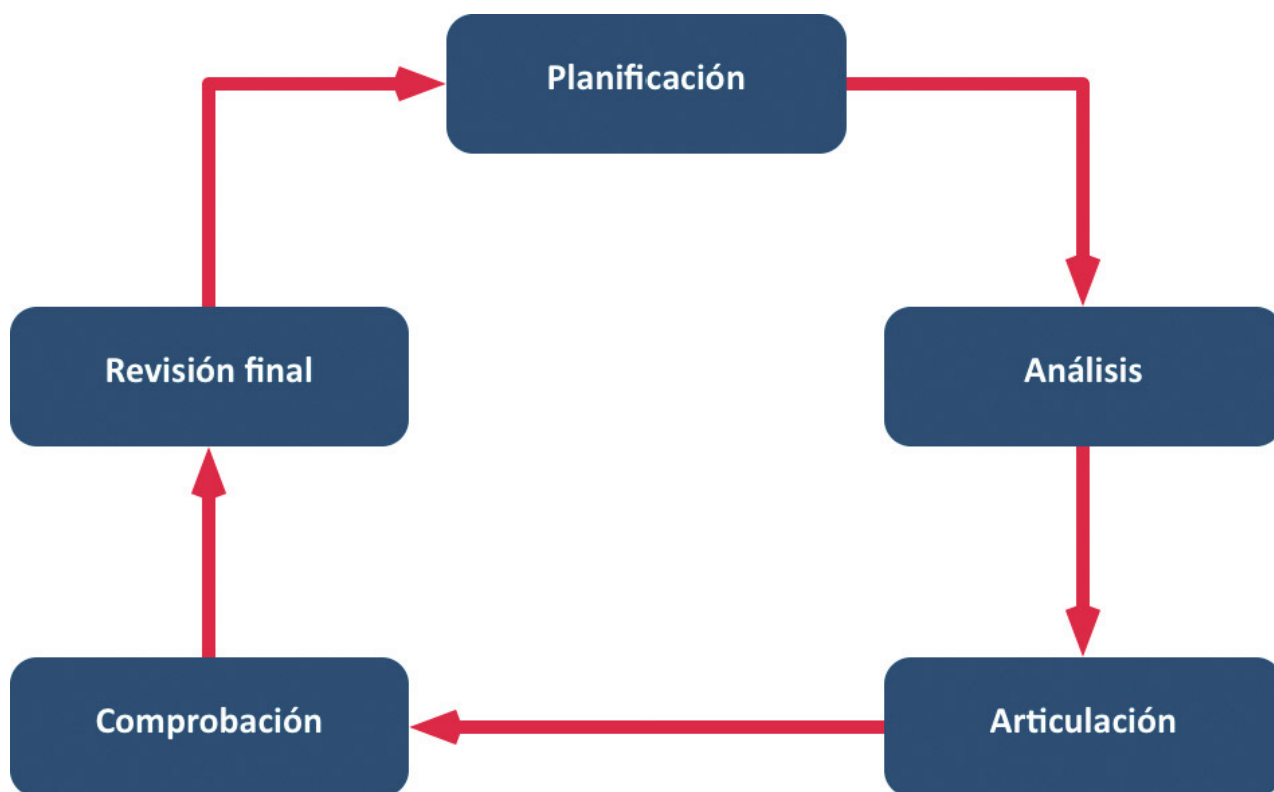 Planificación
Análisis
Articulación
Comprobación
Revisión final